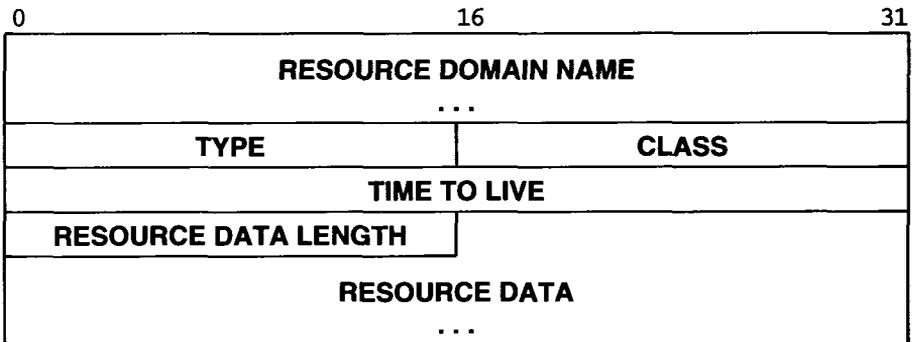 0 16 31
RESOURCE DOMAIN NAME
...
TYPE CLASS
TIME TO LIVE
RESOURCE DATA LENGTH
RESOURCE DATA
...